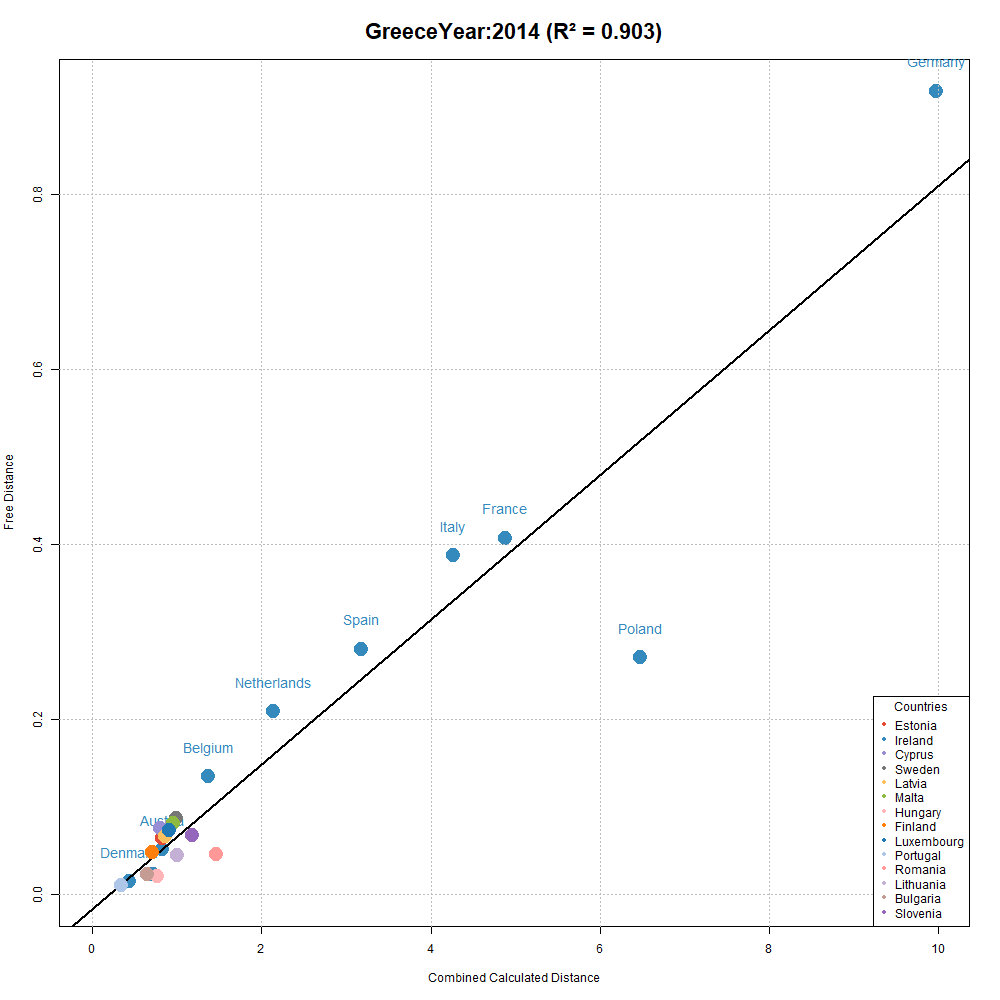 GreeceYear:2014 (R² = 0.903)
Germany
France
Italy
Poland
Spain
Netherlands
Belgium
Free Distance
0.0
0.2
0.4
0.6
0.8
Countries
Estonia
Ireland
Cyprus
Sweden
Latvia
Malta
Hungary
Finland
Luxembourg
Portugal
Romania
Lithuania
Bulgaria
Slovenia
0
2
4
6
8
10
Combined Calculated Distance